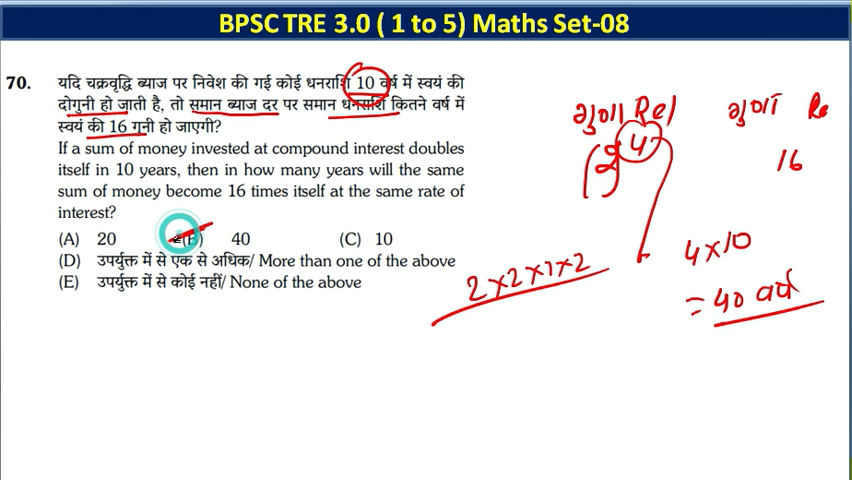 BPSC TRE 3.0 ( 1 to 5) Maths Set-08
70. यदि चक्रवृद्धि ब्याज पर निवेश की गई कोई धनराशि 10 वर्ष में स्वयं की
दोगुनी हो जाती है, तो समान ब्याज दर पर समान धनराशि कितने वर्ष में
स्वयं की 16 गुनी हो जाएगी?
If a sum of money invested at compound interest doubles
itself in 10 years, then in how many years will the same
sum of money become 16 times itself at the same rate of
interest?
(A) 20 (B) 40 (C) 10
(D) उपर्युक्त में से एक से अधिक/ More than one of the above
(E) उपर्युक्त में से कोई नहीं/ None of the above
गुणा Rel गुणा Re
2 4 16
4×10
2×2×2×2
= 40 वर्ष